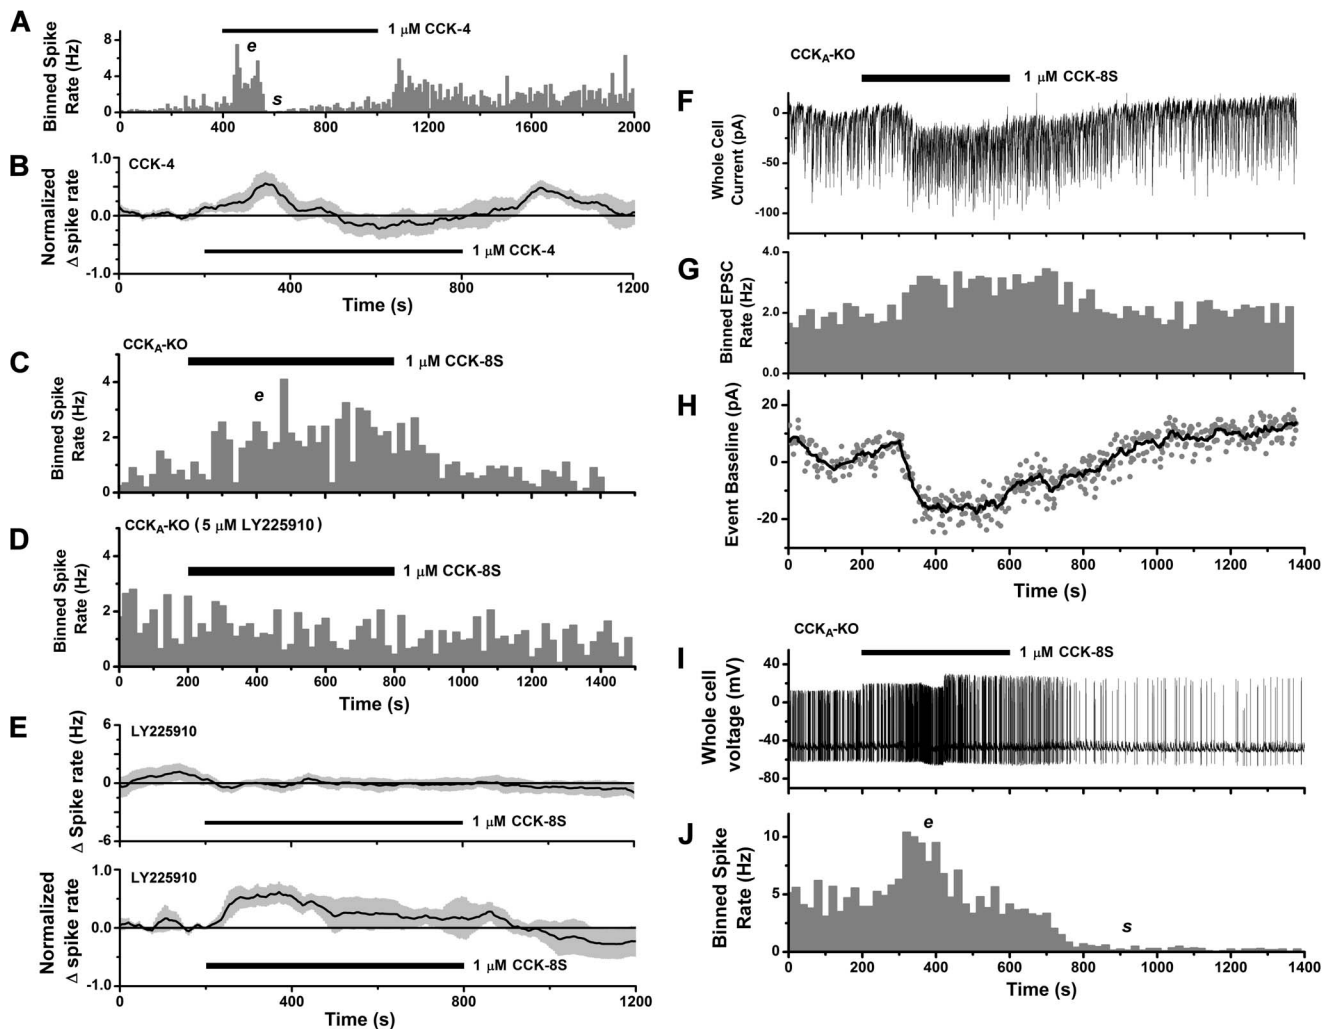 A
1 µM CCK-4
e
s
Binned Spike
Rate (Hz)
8
4
0
0 400 800 1200 1600 2000
B
CCK-4
1.0
0.0
-1.0
Normalized
Δ spike rate
1 µM CCK-4
0 400 800 1200
Time (s)
C
CCKA-KO
1 µM CCK-8S
e
Binned Spike
Rate (Hz)
4
2
0
D
CCKA-KO (5 µM LY225910)
1 µM CCK-8S
Binned Spike
Rate (Hz)
4
2
0
0 200 400 600 800 1000 1200 1400
Time (s)
E
LY225910
6
0
-6
Δ Spike rate (Hz)
1 µM CCK-8S
LY225910
1.0
0.0
-1.0
Normalized
Δ spike rate
1 µM CCK-8S
0 400 800 1200
Time (s)
CCKA-KO
1 µM CCK-8S
F
Whole Cell
Current (pA)
0
-50
-100
G
Binned EPSC
Rate (Hz)
4.0
2.0
0.0
H
Event Baseline (pA)
20
0
-20
0 200 400 600 800 1000 1200 1400
Time (s)
CCKA-KO
1 µM CCK-8S
I
Whole cell
voltage (mV)
40
0
-40
-80
J
e
s
Binned Spike
Rate (Hz)
10
5
0
0 200 400 600 800 1000 1200 1400
Time (s)